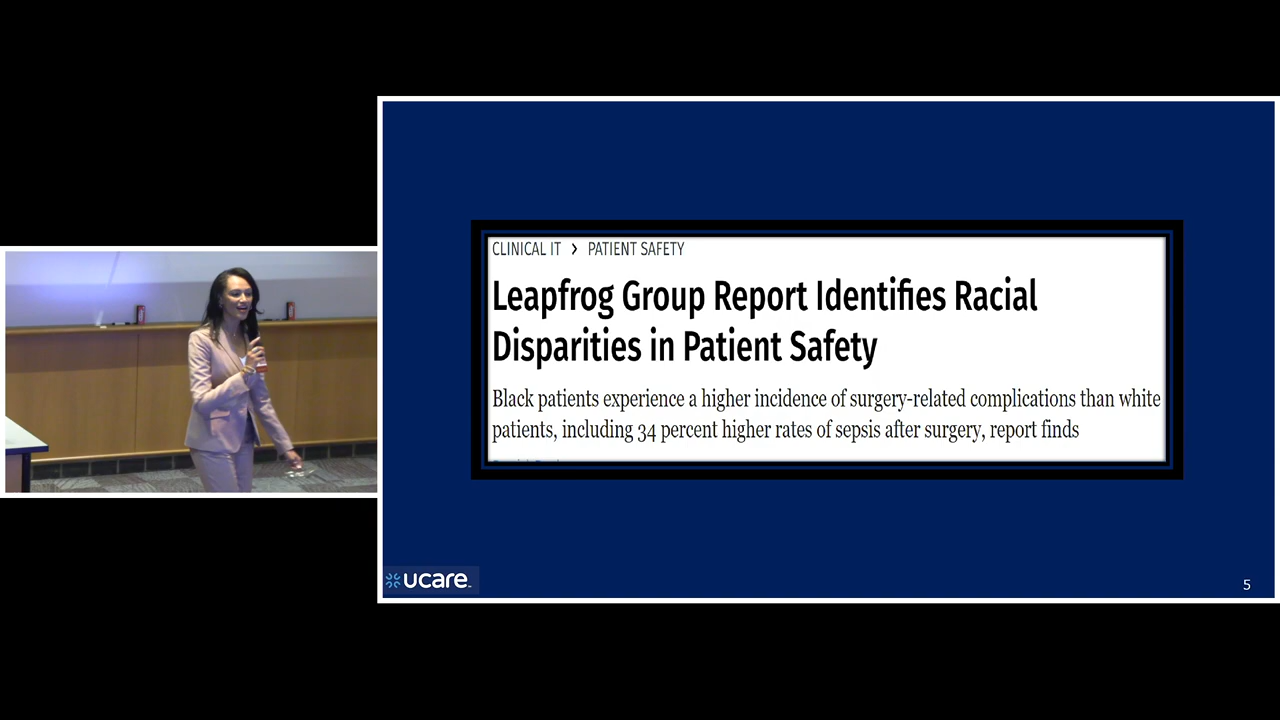 CLINICAL IT > PATIENT SAFETY
Leapfrog Group Report Identifies Racial
Disparities in Patient Safety
Black patients experience a higher incidence of surgery-related complications than white
patients, including 34 percent higher rates of sepsis after surgery, report finds
ucare
5